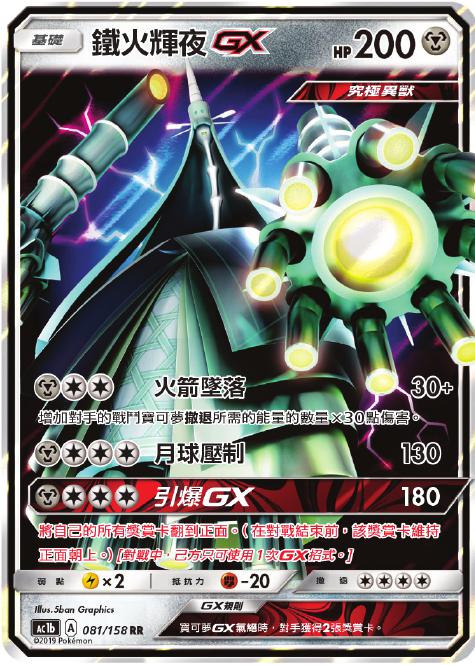 基礎 鐵火輝夜GX HP200
究極異獸
火箭墜落 30+
增加對手的戰鬥寶可夢撤退所需的能量的數量×30點傷害。
月球壓制 130
引爆GX 180
將自己的所有獎賞卡翻到正面。(在對戰結束前,該獎賞卡維持
正面朝上。)[對戰中,己方只可使用1次GX招式。]
弱點 ×2 抵抗力 -20 撤退
Illus.5ban Graphics GX規則
AC1b A 081/158 RR 寶可夢GX氣絕時,對手獲得2張獎賞卡。
©2019 Pokémon